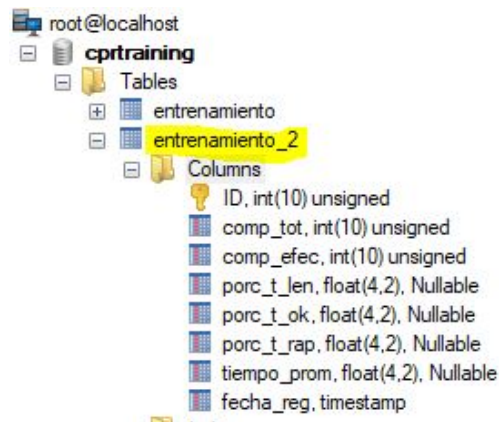 root@localhost
cprtraining
Tables
entrenamiento
entrenamiento_2
Columns
ID, int(10) unsigned
comp_tot, int(10) unsigned
comp_efec, int(10) unsigned
porc_t_len, float(4,2), Nullable
porc_t_ok, float(4,2), Nullable
porc_t_rap, float(4,2), Nullable
tiempo_prom, float(4,2), Nullable
fecha_reg, timestamp